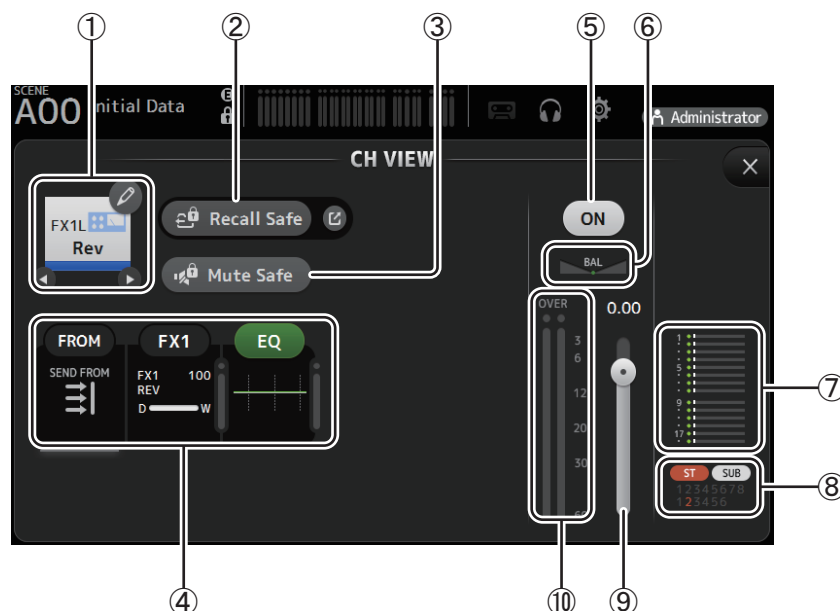 ① ② ③ ⑤ ⑥
SCENE
A00 nitial Data
Administrator
CH VIEW
FX1L
Rev
Recall Safe
Mute Safe
ON
BAL
OVER 0.00
3
6
12
20
30
60
FROM FX1 EQ
SEND FROM
FX1 100
REV
D W
1
5
9
17
⑦
ST SUB
12345678
123456
⑧
④ ⑩ ⑨